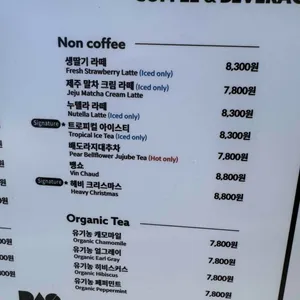 COFFEE & BEVERAG
Non coffee
생딸기 라떼 8,300원
Fresh Strawberry Latte (Iced only)
제주 말차 크림 라떼 7,800원
Jeju Matcha Cream Latte
누텔라 라떼 8,300원
Nutella Latte (Iced only)
Signature ★ 트로피컬 아이스티 8,300원
Tropical Ice Tea (Iced only)
배도라지대추차 7,800원
Pear Bellflower Jujube Tea (Hot only)
뱅쇼 8,800원
Vin Chaud
Signature ★ 해비 크리스마스 8,800원
Heavy Christmas
Organic Tea
유기농 캐모마일 7,800원
Organic Chamomile
유기농 얼그레이 7,800원
Organic Earl Gray
유기농 히비스커스 7,800원
Organic Hibiscus
유기농 페퍼민트 7,800원
Organic Peppermint